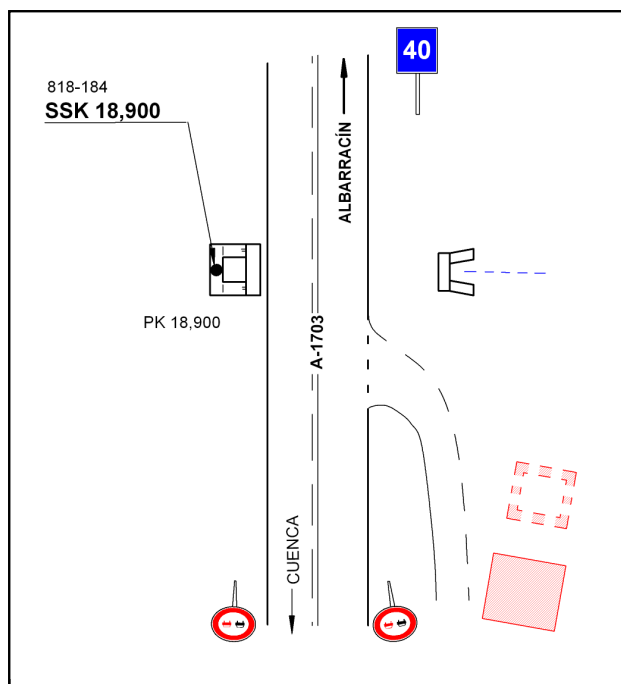 40
818-184
SSK 18,900
ALBARRACÍN
PK 18,900
A-1703
CUENCA